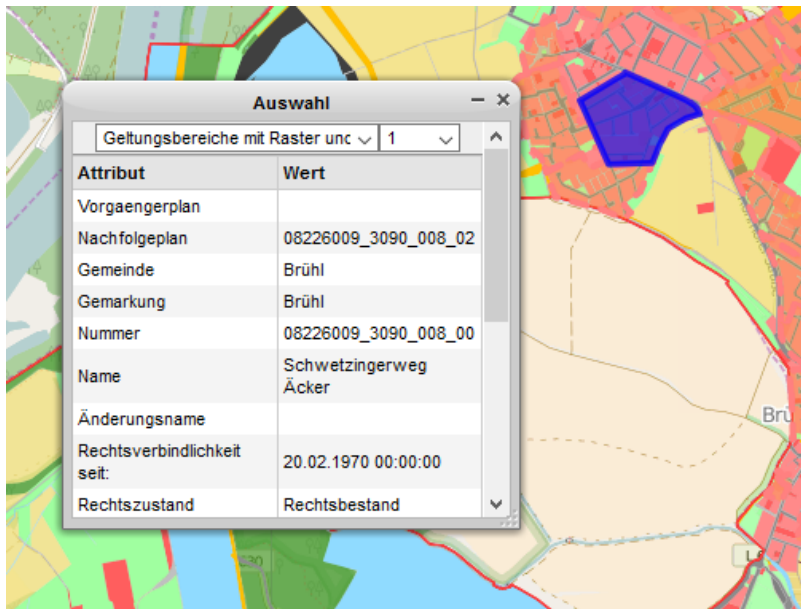 Auswahl
Geltungsbereiche mit Raster und 1
Attribut Wert
Vorgaengerplan
Nachfolgeplan 08226009_3090_008_02
Gemeinde Brühl
Gemarkung Brühl
Nummer 08226009_3090_008_00
Name Schwetzingerweg
Äcker
Änderungsname
Rechtsverbindlichkeit
seit: 20.02.1970 00:00:00
Rechtszustand Rechtsbestand
Brü